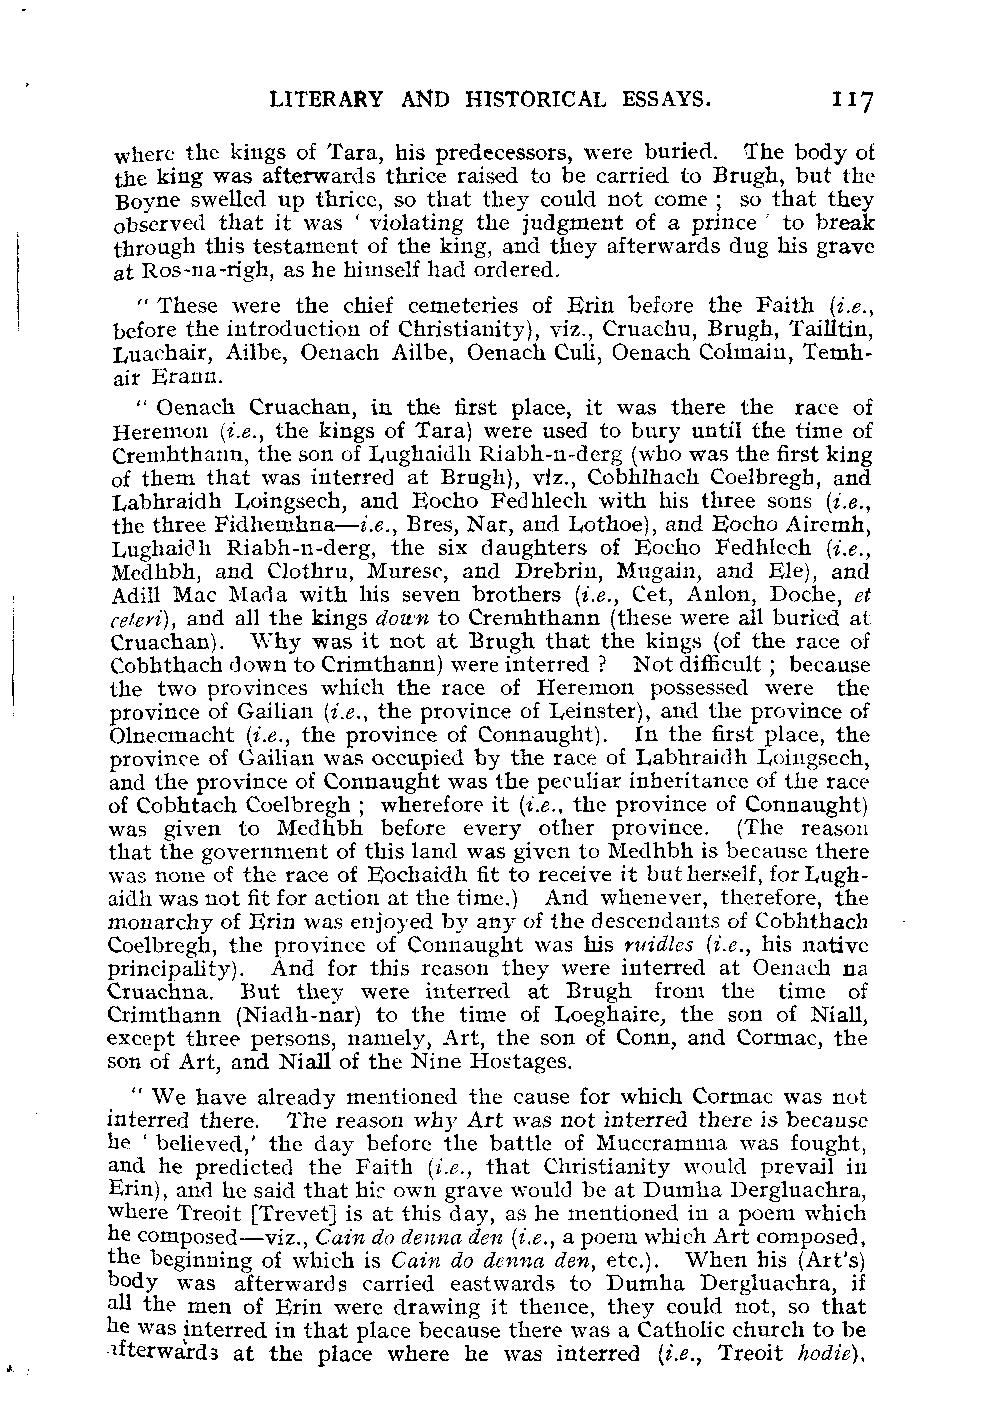 LITERARY AND HISTORICAL ESSAYS. 117
where the kings of Tara, his predecessors, were buried. The body of
the king was afterwards thrice raised to be carried to Brugh, but the
Boyne swelled up thrice, so that they could not come ; so that they
observed that it was ‘ violating the judgment of a prince ’ to break
through this testament of the king, and they afterwards dug his grave
at Ros-na-righ, as he himself had ordered.
“ These were the chief cemeteries of Erin before the Faith (i.e.,
before the introduction of Christianity), viz., Cruachu, Brugh, Tailltin,
Luachair, Ailbe, Oenach Ailbe, Oenach Culi, Oenach Colmain, Temh-
air Erann.
“ Oenach Cruachan, in the first place, it was there the race of
Heremon (i.e., the kings of Tara) were used to bury until the time of
Cremhthann, the son of Lughaidh Riabh-n-derg (who was the first king
of them that was interred at Brugh), viz., Cobhlhach Coelbregh, and
Labhraidh Loingsech, and Eocho Fedhlech with his three sons (i.e.,
the three Fidhemhna—i.e., Bres, Nar, and Lothoe), and Eocho Airemh,
Lughaidh Riabh-n-derg, the six daughters of Eocho Fedhlech (i.e.,
Medhbh, and Clothru, Muresc, and Drebrin, Mugain, and Ele), and
Adill Mac Mada with his seven brothers (i.e., Cet, Anlon, Doche, et
ceteri), and all the kings down to Cremhthann (these were all buried at
Cruachan). Why was it not at Brugh that the kings (of the race of
Cobhthach down to Crimthann) were interred ? Not difficult ; because
the two provinces which the race of Heremon possessed were the
province of Gailian (i.e., the province of Leinster), and the province of
Olnecmacht (i.e., the province of Connaught). In the first place, the
province of Gailian was occupied by the race of Labhraidh Loingsech,
and the province of Connaught was the peculiar inheritance of the race
of Cobhtach Coelbregh ; wherefore it (i.e., the province of Connaught)
was given to Medhbh before every other province. (The reason
that the government of this land was given to Medhbh is because there
was none of the race of Eochaidh fit to receive it but herself, for Lugh-
aidh was not fit for action at the time.) And whenever, therefore, the
monarchy of Erin was enjoyed by any of the descendants of Cobhthach
Coelbregh, the province of Connaught was his ruidles (i.e., his native
principality). And for this reason they were interred at Oenach na
Cruachna. But they were interred at Brugh from the time of
Crimthann (Niadh-nar) to the time of Loeghaire, the son of Niall,
except three persons, namely, Art, the son of Conn, and Cormac, the
son of Art, and Niall of the Nine Hostages.
“ We have already mentioned the cause for which Cormac was not
interred there. The reason why Art was not interred there is because
he ‘ believed,’ the day before the battle of Muccramma was fought,
and he predicted the Faith (i.e., that Christianity would prevail in
Erin), and he said that his own grave would be at Dumha Dergluachra,
where Treoit [Trevet] is at this day, as he mentioned in a poem which
he composed—viz., Cain do denna den (i.e., a poem which Art composed,
the beginning of which is Cain do denna den, etc.). When his (Art's)
body was afterwards carried eastwards to Dumha Dergluachra, if
all the men of Erin were drawing it thence, they could not, so that
he was interred in that place because there was a Catholic church to be
afterwards at the place where he was interred (i.e., Treoit hodie),